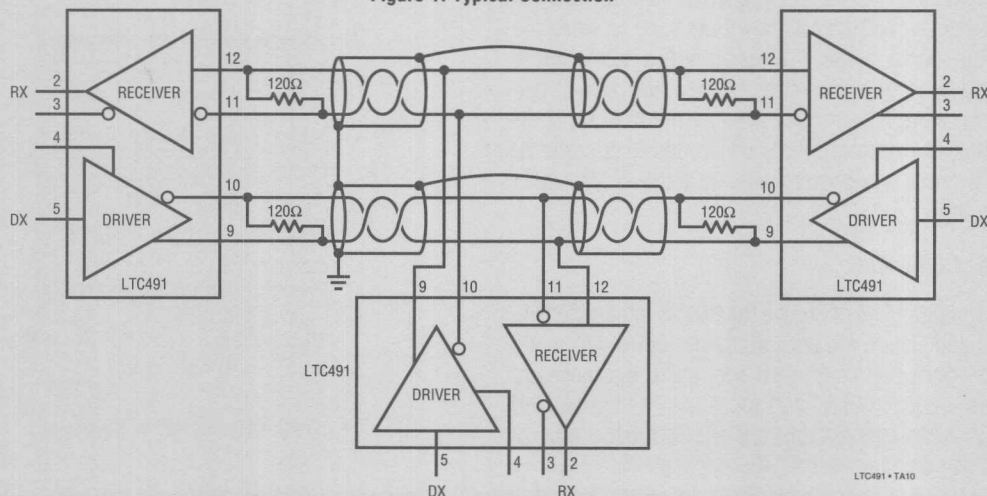 Figure 1. Typical Connection
12 12
RX 2 RECEIVER 120Ω 120Ω RECEIVER 2 RX
3 11 11 3
4 4
10 10
DX 5 DRIVER 120Ω 120Ω DRIVER 5 DX
9 9
LTC491 LTC491
9 10 11 12
LTC491
RECEIVER
DRIVER
5 4 3 2
DX RX
LTC491 • TA10